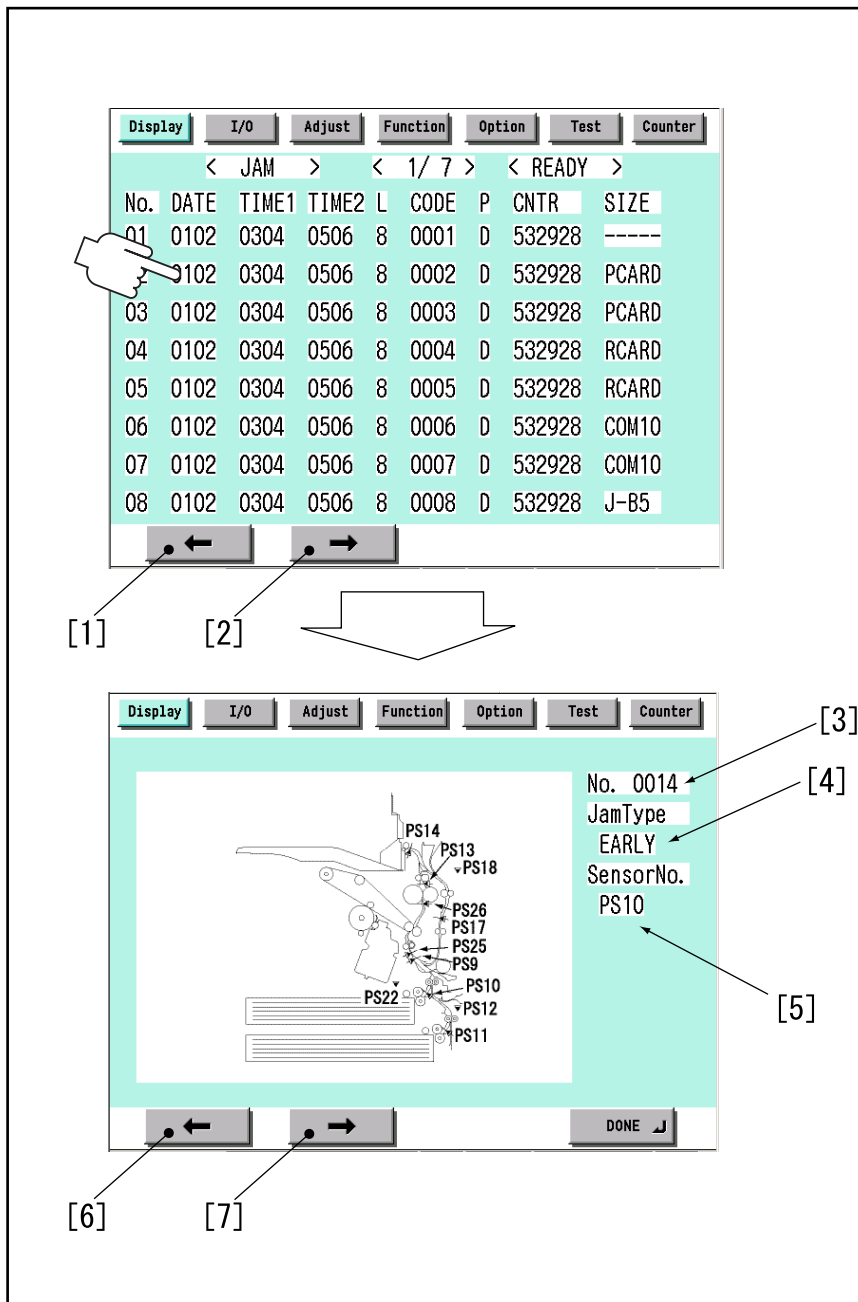 Display I/O Adjust Function Option Test Counter
< JAM > < 1/ 7 > < READY >
No. DATE TIME1 TIME2 L CODE P CNTR SIZE
01 0102 0304 0506 8 0001 D 532928 -----
2 0102 0304 0506 8 0002 D 532928 PCARD
03 0102 0304 0506 8 0003 D 532928 PCARD
04 0102 0304 0506 8 0004 D 532928 RCARD
05 0102 0304 0506 8 0005 D 532928 RCARD
06 0102 0304 0506 8 0006 D 532928 COM10
07 0102 0304 0506 8 0007 D 532928 COM10
08 0102 0304 0506 8 0008 D 532928 J-B5
[1] [2]
Display I/O Adjust Function Option Test Counter
[3]
No. 0014
[4]
JamType
EARLY
SensorNo.
PS10
[5]
PS14
PS13
PS18
PS26
PS17
PS25
PS9
PS10
PS22
PS12
PS11
DONE
[6] [7]